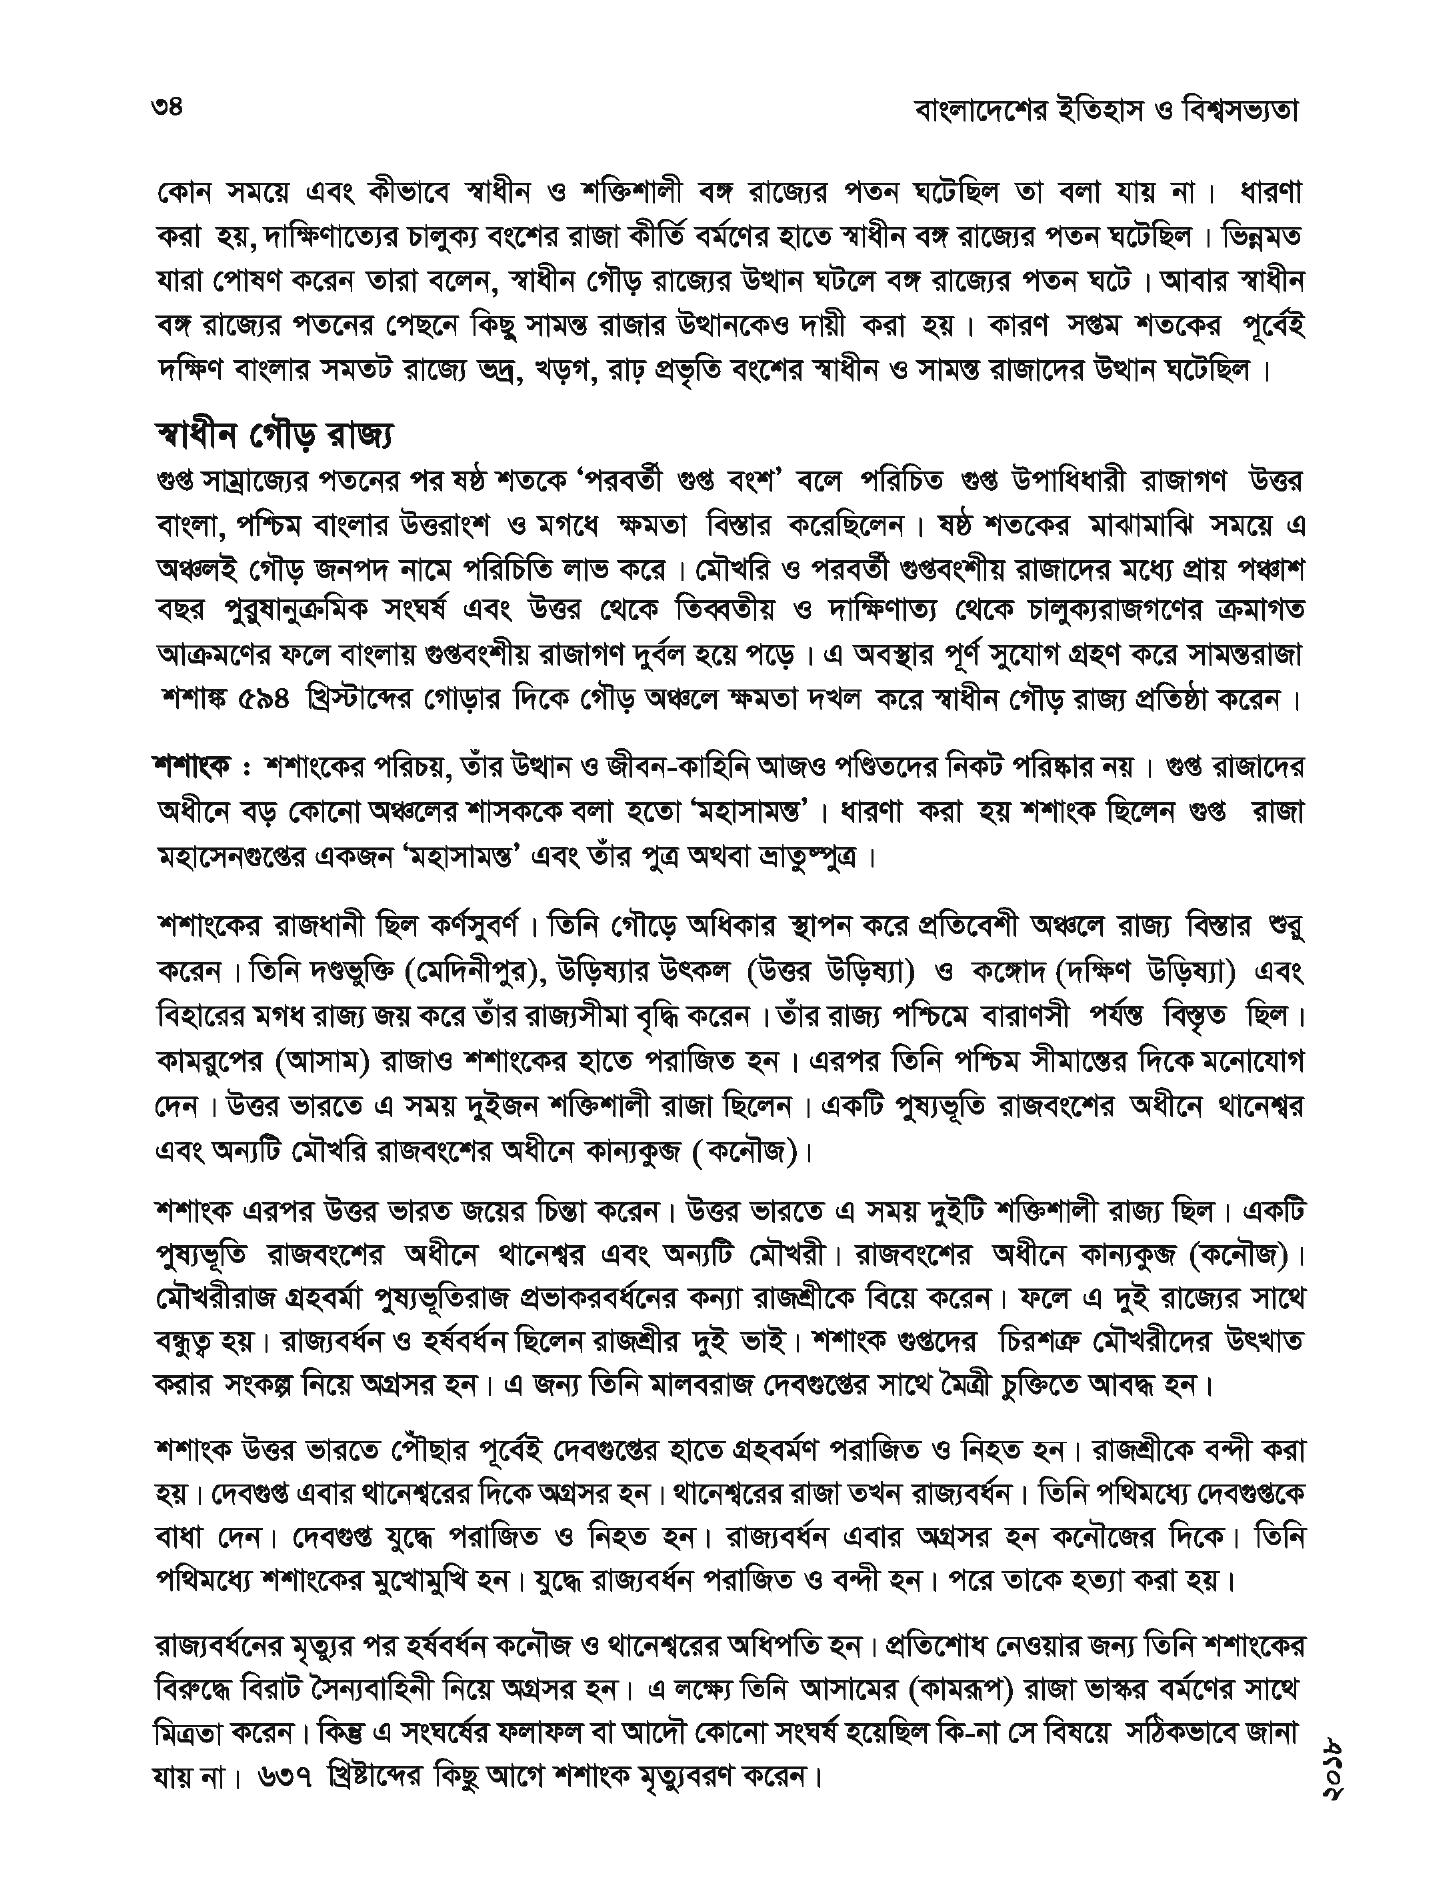 ৩৪
বাংলাদেশের ইতিহাস ও বিশ্বসভ্যতা
কোন সময়ে এবং কীভাবে স্বাধীন ও শক্তিশালী বঙ্গ রাজ্যের পতন ঘটেছিল তা বলা যায় না। ধারণা
করা হয়, দাক্ষিণাত্যের চালুক্য বংশের রাজা কীর্তি বর্মণের হাতে স্বাধীন বঙ্গ রাজ্যের পতন ঘটেছিল। ভিন্নমত
যারা পোষণ করেন তারা বলেন, স্বাধীন গৌড় রাজ্যের উত্থান ঘটলে বঙ্গ রাজ্যের পতন ঘটে। আবার স্বাধীন
বঙ্গ রাজ্যের পতনের পেছনে কিছু সামন্ত রাজার উত্থানকেও দায়ী করা হয়। কারণ সপ্তম শতকের পূর্বেই
দক্ষিণ বাংলার সমতট রাজ্যে ভদ্র, খড়গ, রাঢ় প্রভৃতি বংশের স্বাধীন ও সামন্ত রাজাদের উত্থান ঘটেছিল।
স্বাধীন গৌড় রাজ্য
গুপ্ত সাম্রাজ্যের পতনের পর ষষ্ঠ শতকে ‘পরবর্তী গুপ্ত বংশ’ বলে পরিচিত গুপ্ত উপাধিধারী রাজাগণ উত্তর
বাংলা, পশ্চিম বাংলার উত্তরাংশ ও মগধে ক্ষমতা বিস্তার করেছিলেন। ষষ্ঠ শতকের মাঝামাঝি সময়ে এ
অঞ্চলই গৌড় জনপদ নামে পরিচিতি লাভ করে। মৌখরি ও পরবর্তী গুপ্তবংশীয় রাজাদের মধ্যে প্রায় পঞ্চাশ
বছর পুরুষানুক্রমিক সংঘর্ষ এবং উত্তর থেকে তিব্বতীয় ও দাক্ষিণাত্য থেকে চালুক্যরাজগণের ক্রমাগত
আক্রমণের ফলে বাংলায় গুপ্তবংশীয় রাজাগণ দুর্বল হয়ে পড়ে। এ অবস্থার পূর্ণ সুযোগ গ্রহণ করে সামন্তরাজা
শশাঙ্ক ৫৯৪ খ্রিস্টাব্দের গোড়ার দিকে গৌড় অঞ্চলে ক্ষমতা দখল করে স্বাধীন গৌড় রাজ্য প্রতিষ্ঠা করেন।
শশাংক : শশাংকের পরিচয়, তাঁর উত্থান ও জীবন-কাহিনি আজও পণ্ডিতদের নিকট পরিষ্কার নয়। গুপ্ত রাজাদের
অধীনে বড় কোনো অঞ্চলের শাসককে বলা হতো ‘মহাসামন্ত’। ধারণা করা হয় শশাংক ছিলেন গুপ্ত রাজা
মহাসেনগুপ্তের একজন ‘মহাসামন্ত’ এবং তাঁর পুত্র অথবা ভ্রাতুষ্পুত্র।
শশাংকের রাজধানী ছিল কর্ণসুবর্ণ। তিনি গৌড়ে অধিকার স্থাপন করে প্রতিবেশী অঞ্চলে রাজ্য বিস্তার শুরু
করেন। তিনি দণ্ডভুক্তি (মেদিনীপুর), উড়িষ্যার উৎকল (উত্তর উড়িষ্যা) ও কঙ্গোদ (দক্ষিণ উড়িষ্যা) এবং
বিহারের মগধ রাজ্য জয় করে তাঁর রাজ্যসীমা বৃদ্ধি করেন। তাঁর রাজ্য পশ্চিমে বারাণসী পর্যন্ত বিস্তৃত ছিল।
কামরুপের (আসাম) রাজাও শশাংকের হাতে পরাজিত হন। এরপর তিনি পশ্চিম সীমান্তের দিকে মনোযোগ
দেন। উত্তর ভারতে এ সময় দুইজন শক্তিশালী রাজা ছিলেন। একটি পুষ্যভূতি রাজবংশের অধীনে থানেশ্বর
এবং অন্যটি মৌখরি রাজবংশের অধীনে কান্যকুব্জ (কনৌজ)।
শশাংক এরপর উত্তর ভারত জয়ের চিন্তা করেন। উত্তর ভারতে এ সময় দুইটি শক্তিশালী রাজ্য ছিল। একটি
পুষ্যভূতি রাজবংশের অধীনে থানেশ্বর এবং অন্যটি মৌখরী। রাজবংশের অধীনে কান্যকুব্জ (কনৌজ)।
মৌখরীরাজ গ্রহবর্মা পুষ্যভূতিরাজ প্রভাকরবর্ধনের কন্যা রাজশ্রীকে বিয়ে করেন। ফলে এ দুই রাজ্যের সাথে
বন্ধুত্ব হয়। রাজ্যবর্ধন ও হর্ষবর্ধন ছিলেন রাজশ্রীর দুই ভাই। শশাংক গুপ্তদের চিরশত্রু মৌখরীদের উৎখাত
করার সংকল্প নিয়ে অগ্রসর হন। এ জন্য তিনি মালবরাজ দেবগুপ্তের সাথে মৈত্রী চুক্তিতে আবদ্ধ হন।
শশাংক উত্তর ভারতে পৌঁছার পূর্বেই দেবগুপ্তের হাতে গ্রহবর্মণ পরাজিত ও নিহত হন। রাজশ্রীকে বন্দী করা
হয়। দেবগুপ্ত এবার থানেশ্বরের দিকে অগ্রসর হন। থানেশ্বরের রাজা তখন রাজ্যবর্ধন। তিনি পথিমধ্যে দেবগুপ্তকে
বাধা দেন। দেবগুপ্ত যুদ্ধে পরাজিত ও নিহত হন। রাজ্যবর্ধন এবার অগ্রসর হন কনৌজের দিকে। তিনি
পথিমধ্যে শশাংকের মুখোমুখি হন। যুদ্ধে রাজ্যবর্ধন পরাজিত ও বন্দী হন। পরে তাকে হত্যা করা হয়।
রাজ্যবর্ধনের মৃত্যুর পর হর্ষবর্ধন কনৌজ ও থানেশ্বরের অধিপতি হন। প্রতিশোধ নেওয়ার জন্য তিনি শশাংকের
বিরুদ্ধে বিরাট সৈন্যবাহিনী নিয়ে অগ্রসর হন। এ লক্ষ্যে তিনি আসামের (কামরূপ) রাজা ভাস্কর বর্মণের সাথে
মিত্রতা করেন। কিন্তু এ সংঘর্ষের ফলাফল বা আদৌ কোনো সংঘর্ষ হয়েছিল কি-না সে বিষয়ে সঠিকভাবে জানা
যায় না। ৬৩৭ খ্রিষ্টাব্দের কিছু আগে শশাংক মৃত্যুবরণ করেন।
২০১৮